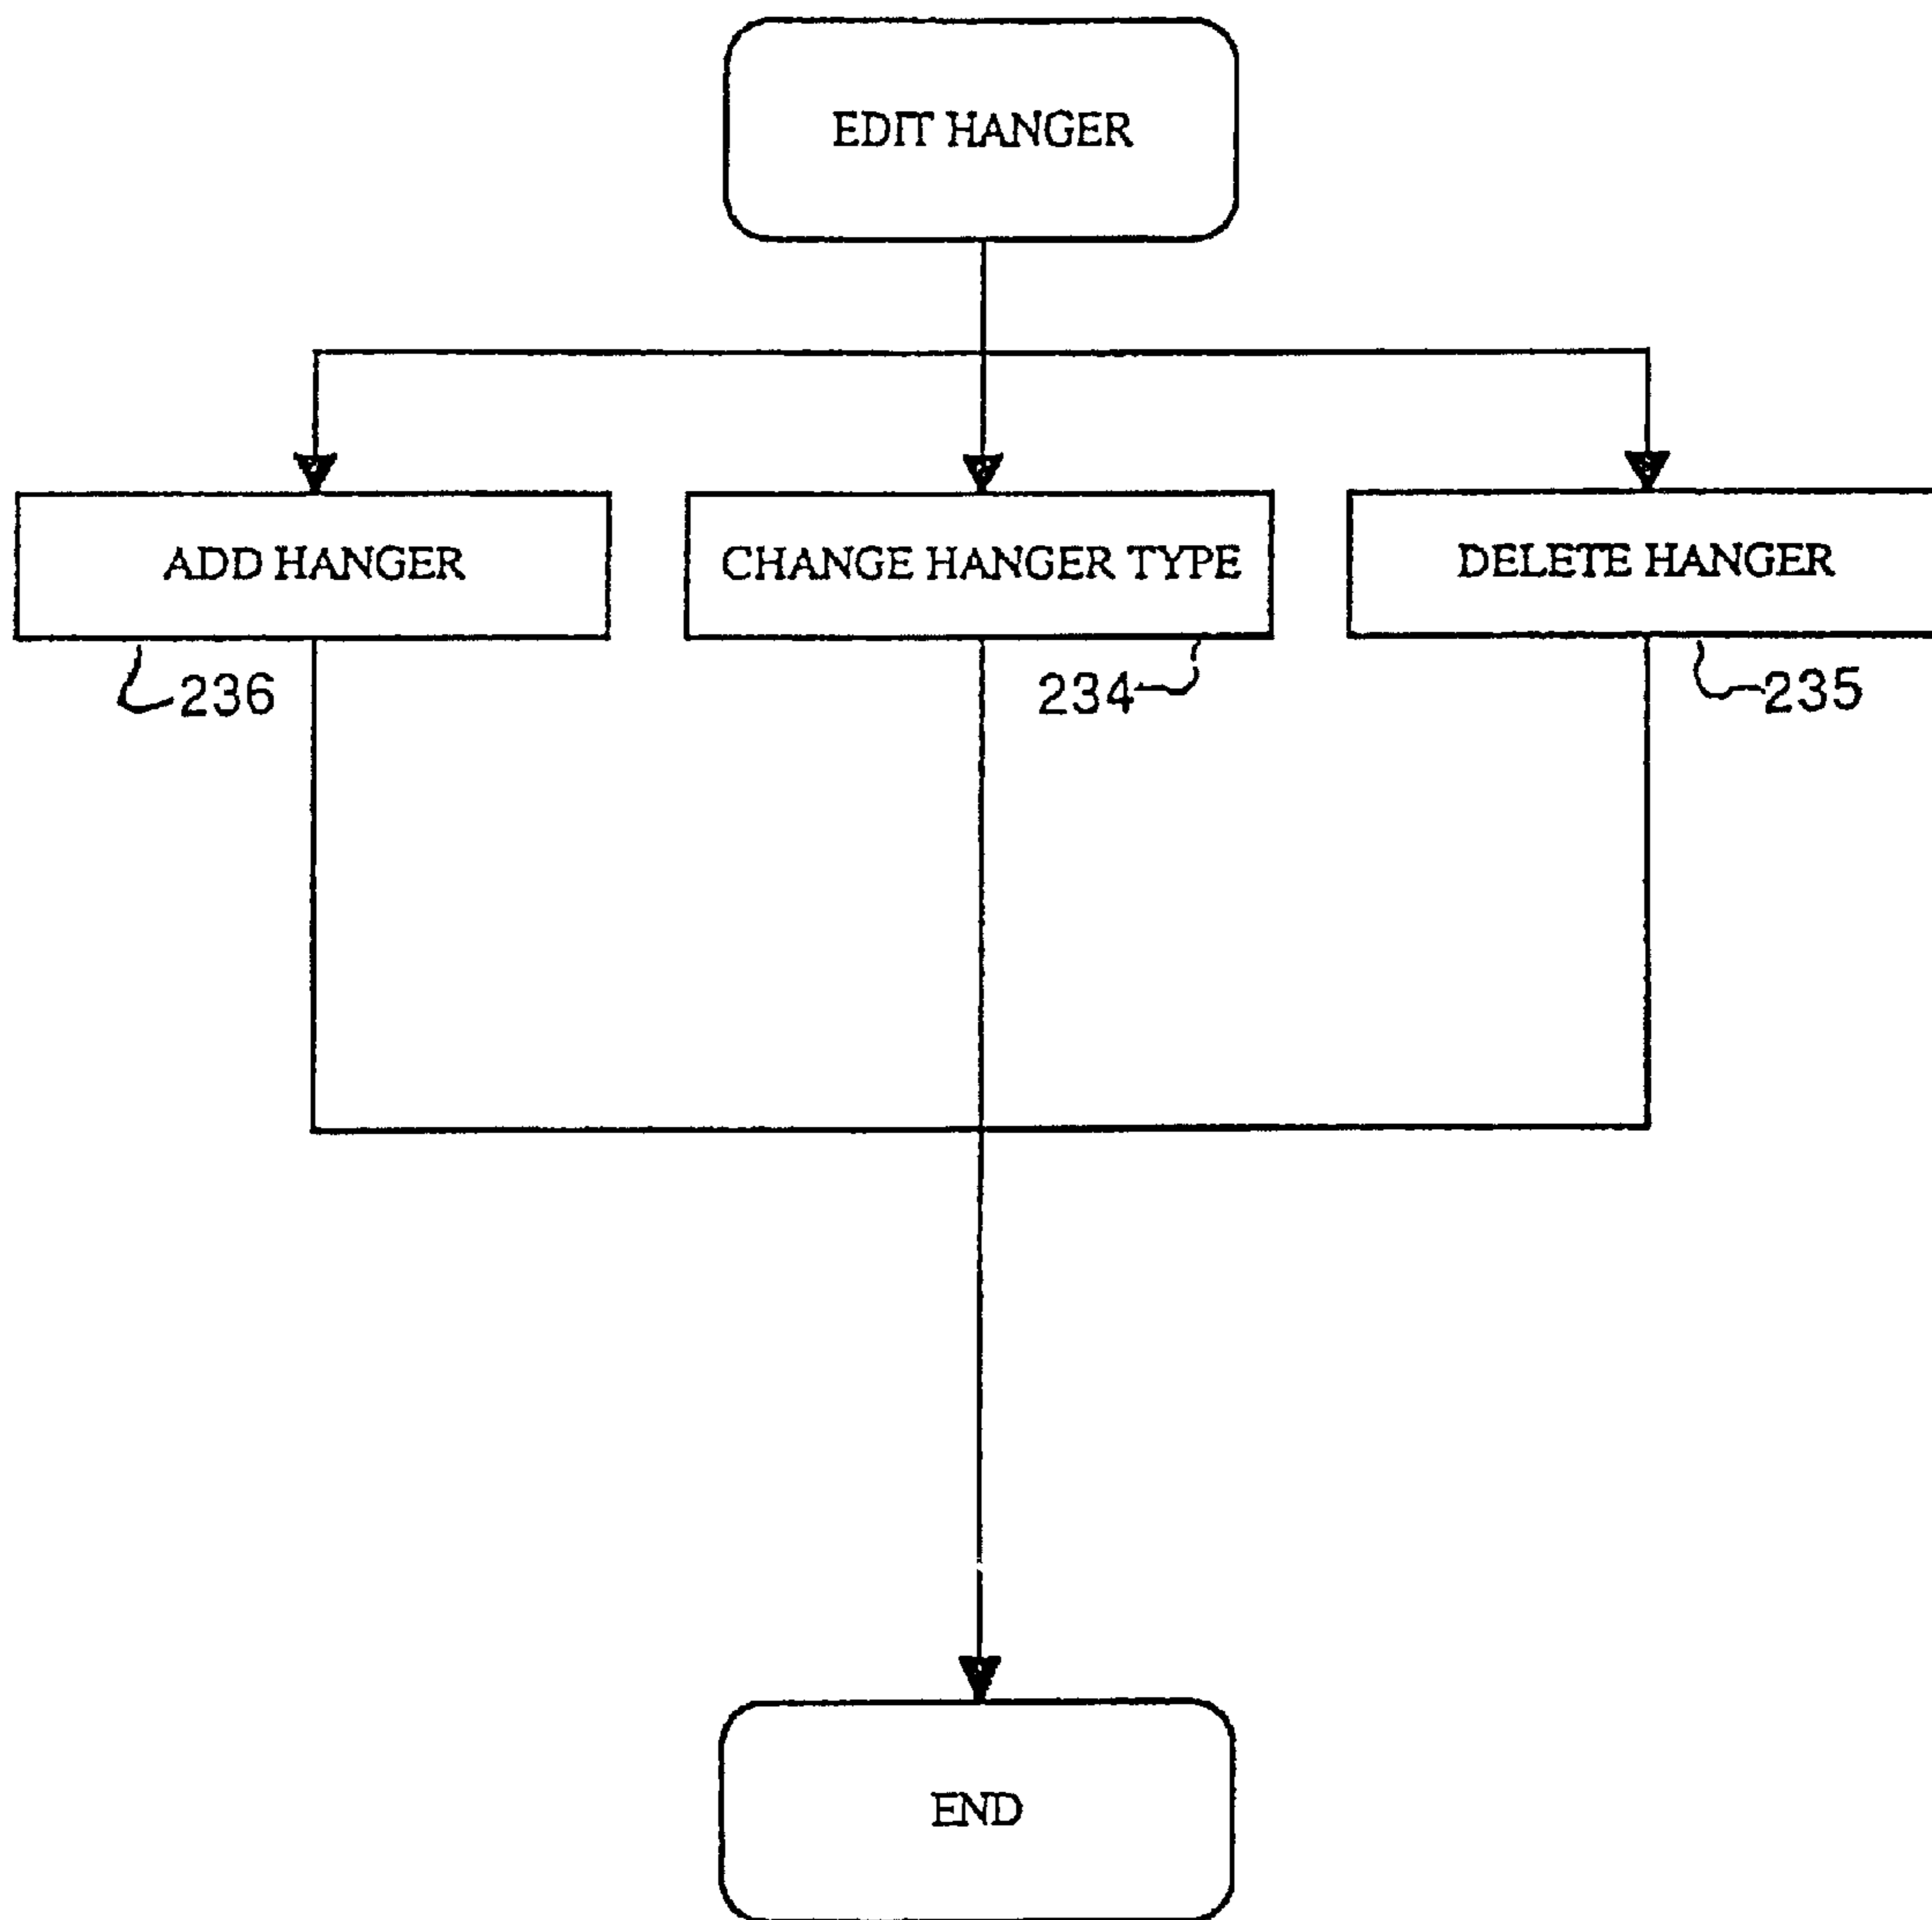 EDIT HANGER
ADD HANGER
CHANGE HANGER TYPE
DELETE HANGER
236
234
235
END